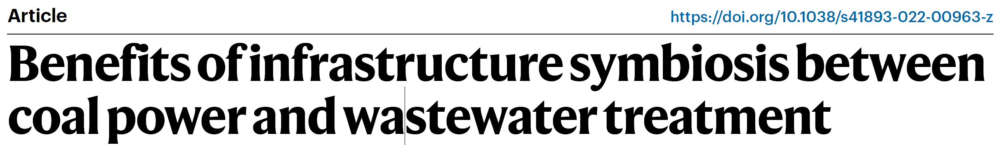 Article
https://doi.org/10.1038/s41893-022-00963-z
Benefits of infrastructure symbiosis between
coal power and wastewater treatment